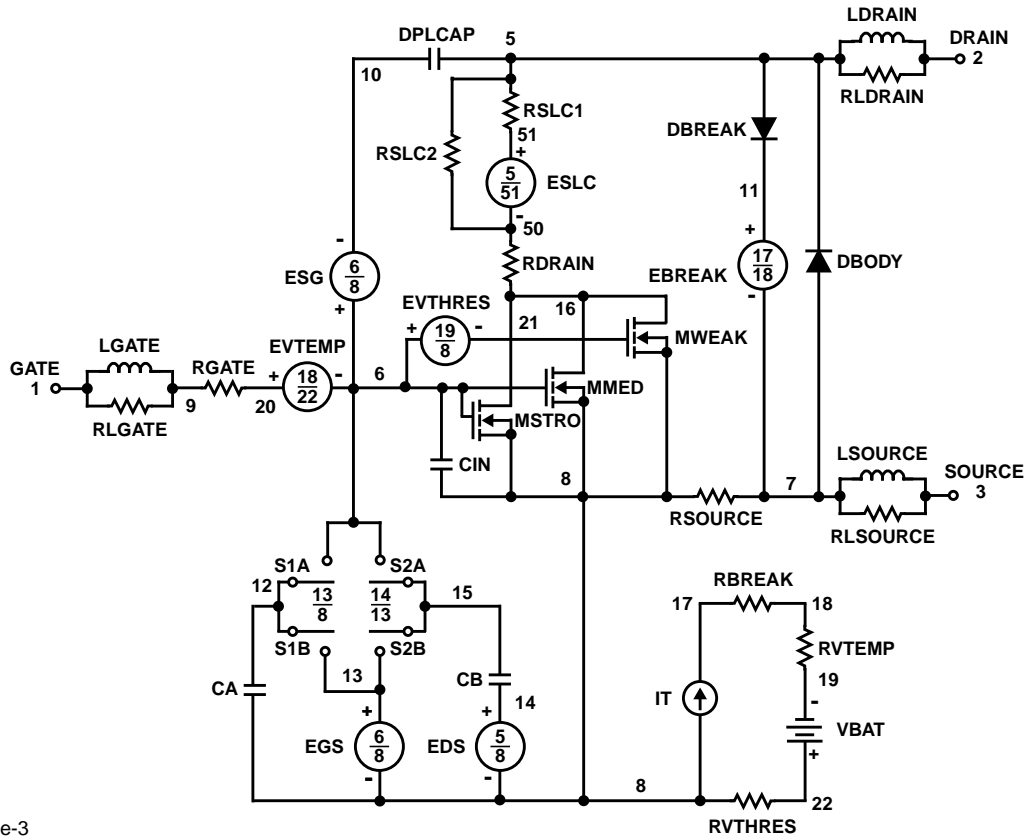 LDRAIN
DPLCAP 5 DRAIN
2
10 RLDRAIN
RSLC1
DBREAK
51
RSLC2 +
5
51 ESLC 11
-
50
- +
RDRAIN 17
18 EBREAK DBODY
6
8 ESG
EVTHRES 16 -
+ 21
+ 19
8 - MWEAK
LGATE EVTEMP
GATE RGATE + 18
22 - 6 MMED
1
9 20 MSTRO
RLGATE
LSOURCE
CIN 8 7 SOURCE
3
RSOURCE
RLSOURCE
S1A S2A
12 13
8 14
13 15 RBREAK
17 18
S1B S2B RVTEMP
13 CB 19
CA IT -
14
+ + VBAT
EGS 6
8 EDS 5
8 +
- - 8 22
RVTHRES
e-3